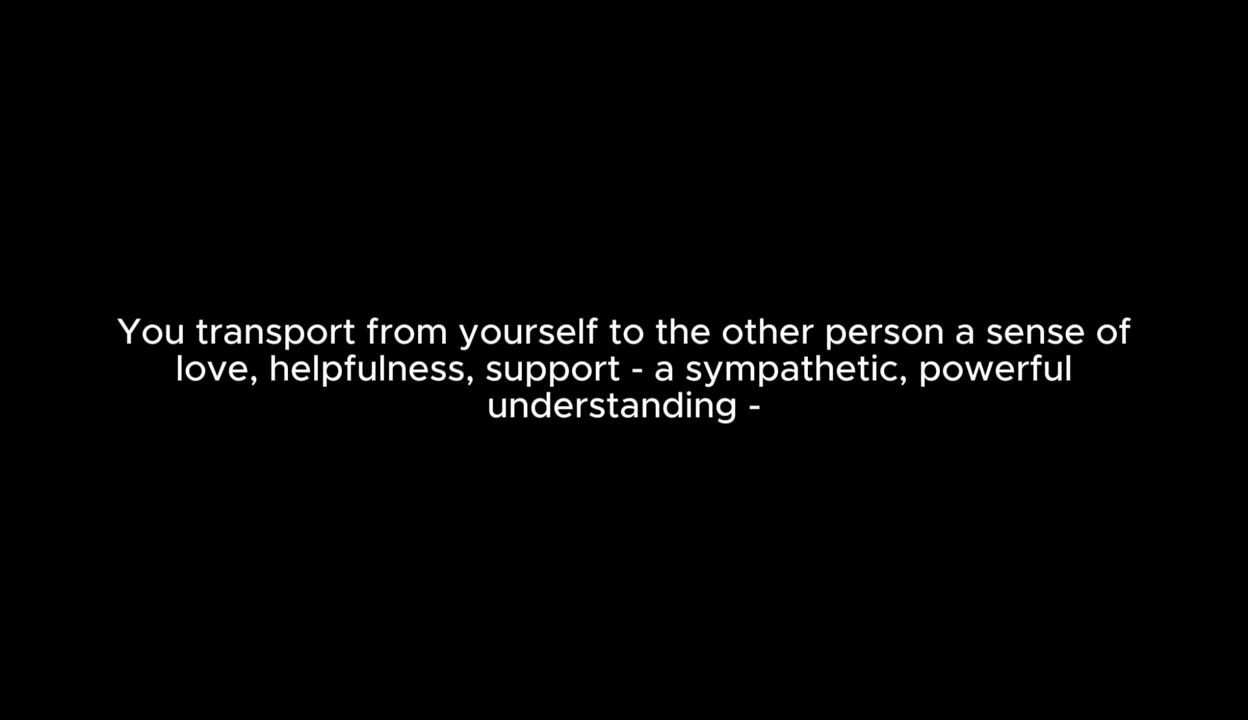 You transport from yourself to the other person a sense of
love, helpfulness, support - a sympathetic, powerful
understanding -